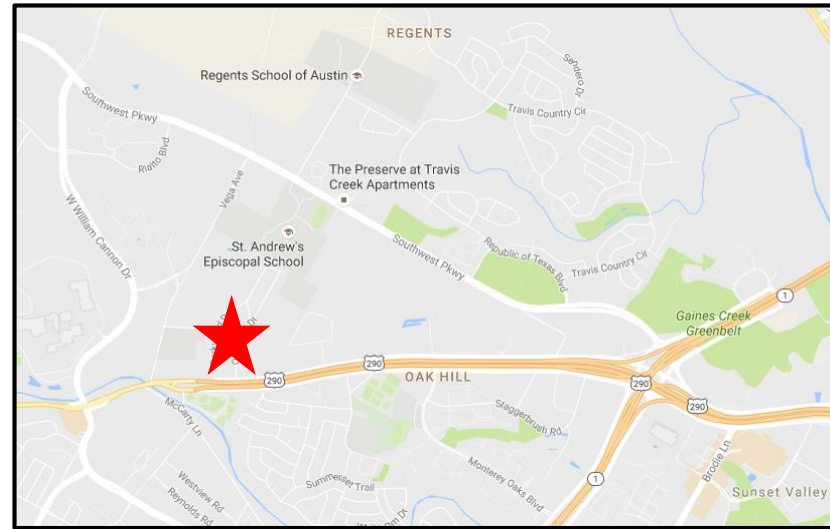 REGENTS
Regents School of Austin
Sendero Dr
Southwest Pkwy
Travis Country Cir
Rialto Blvd
The Preserve at Travis
Creek Apartments
Vega Ave
W William Cannon Dr
St. Andrew's
Episcopal School
Southwest Pkwy
Republic of Texas Blvd
Travis Country Cir
1
Gaines Creek
Greenbelt
Dr
290
290
OAK HILL
290
290
McCarty Ln
Staggerbrush Rd
Brodie Ln
Monterey Oaks Blvd
1
Westview Rd
Reynolds Rd
Summerset Trail
Sunset Valley